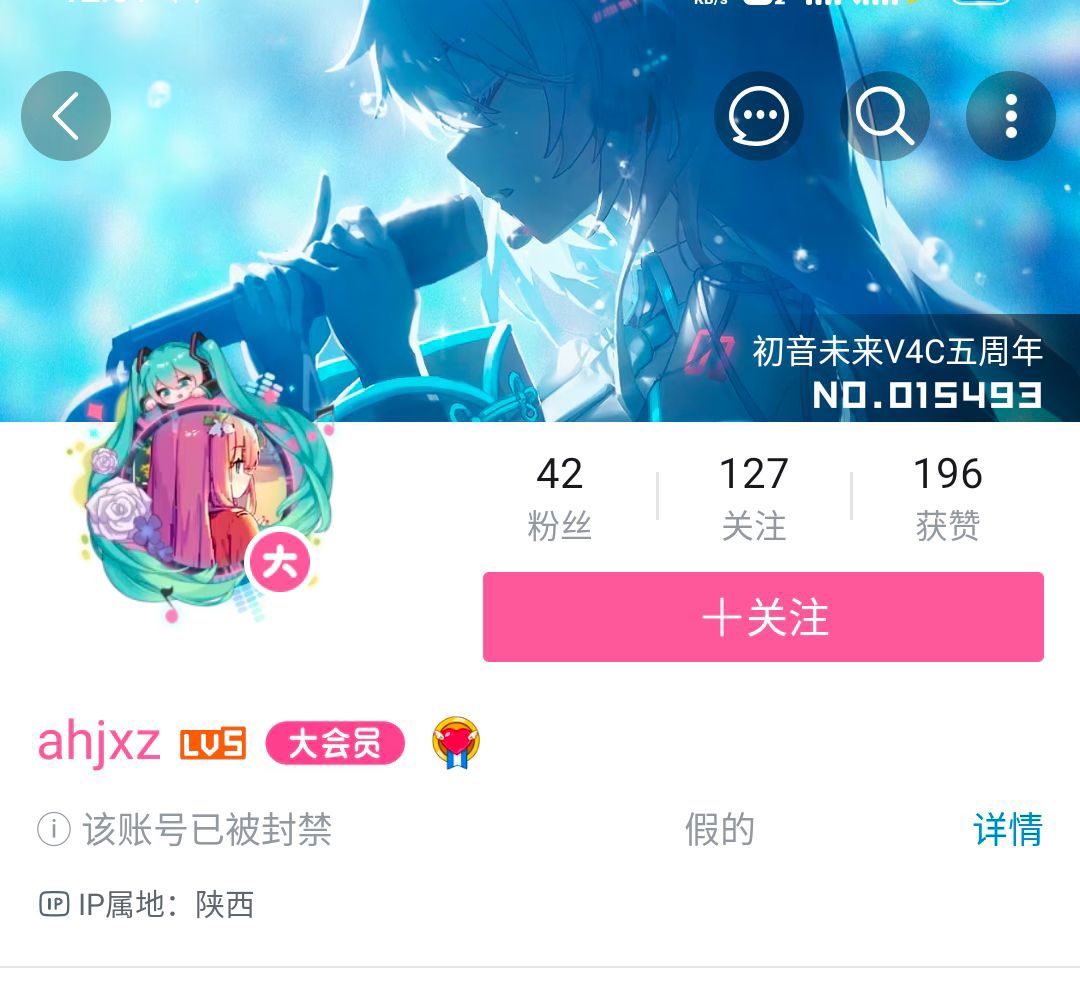 初音未来V4C五周年
NO.015493
42 127 196
粉丝 关注 获赞
大
十关注
ahjxz LV5 大会员
该账号已被封禁 假的 详情
IP IP属地：陕西